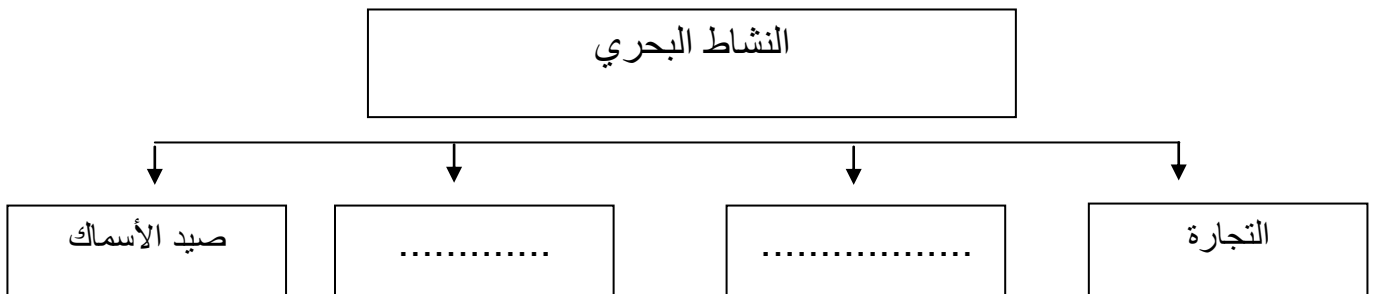 النشاط البحري
التجارة
..................
.............
صيد الأسماك